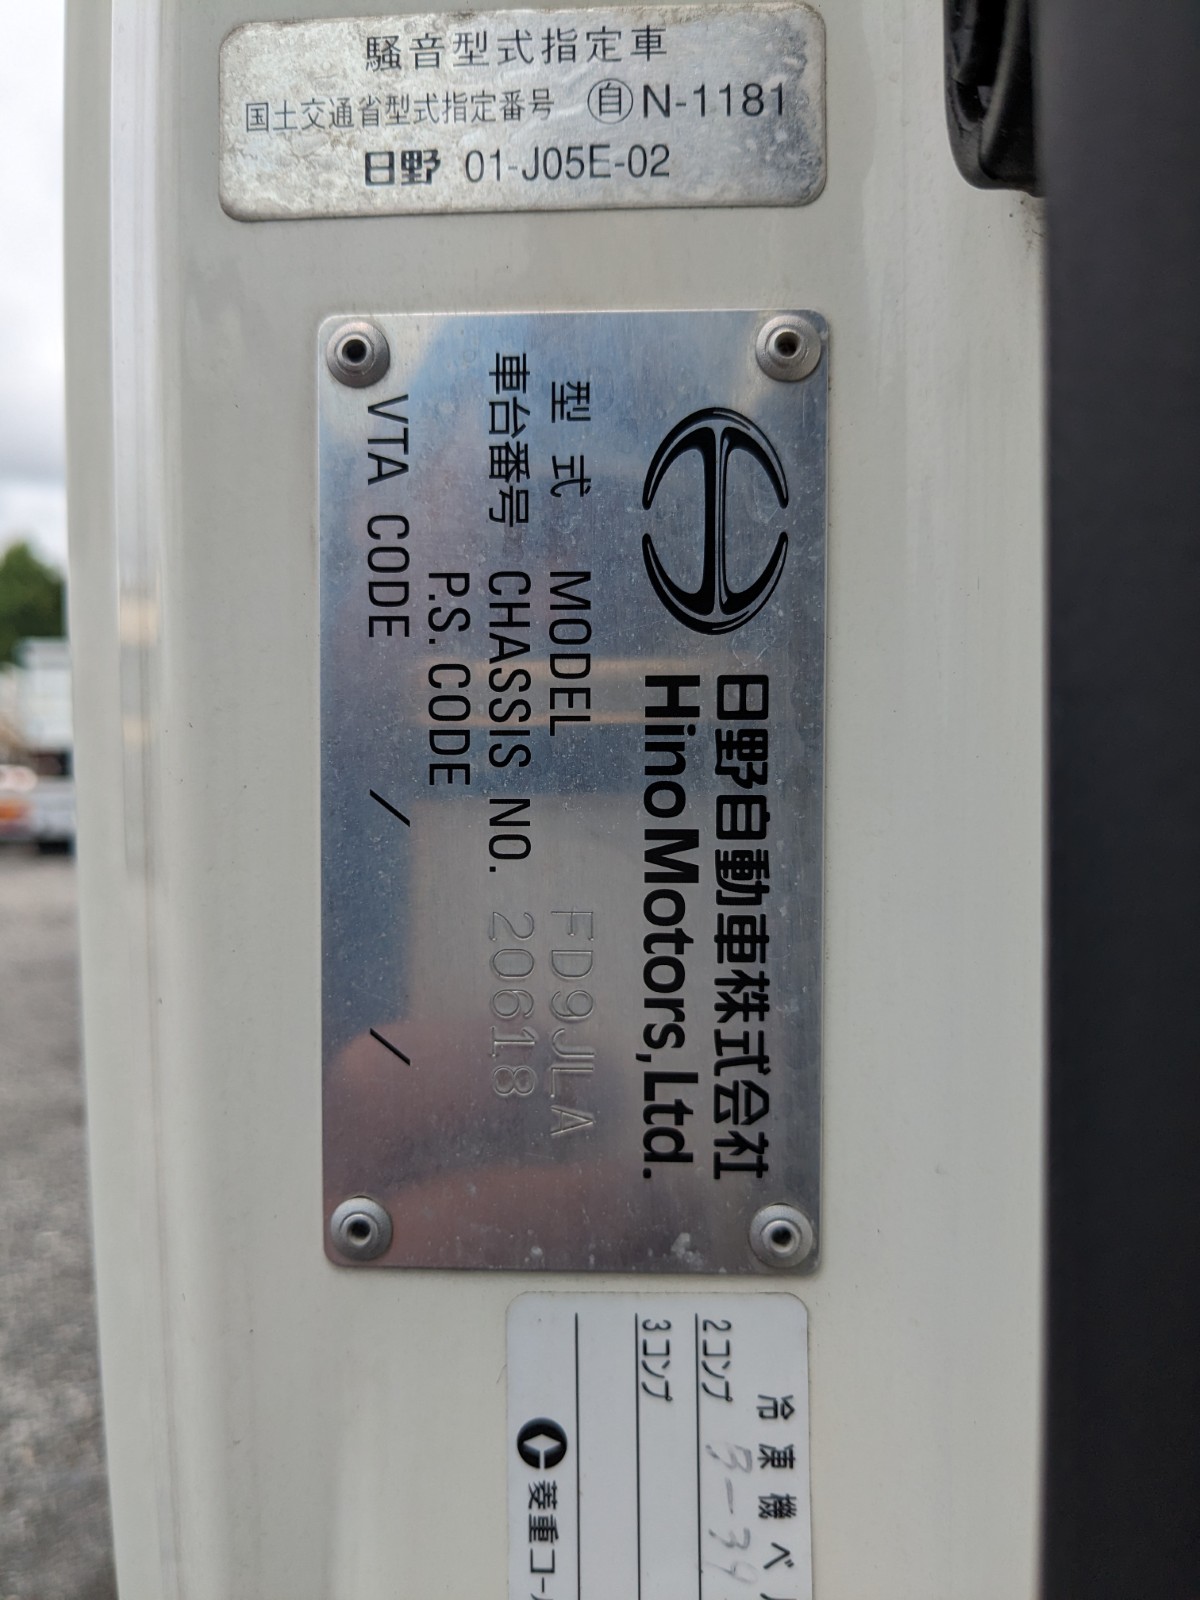 騒音型式指定車
国土交通省型式指定番号 自 N-1181
日野 01-J05E-02
日野自動車株式会社
Hino Motors, Ltd.
型式 MODEL FD9JLA
車台番号 CHASSIS NO. 20618
P.S. CODE
VTA CODE / /
冷凍機ベ
2コンプ B-39
3コンプ
菱重コー